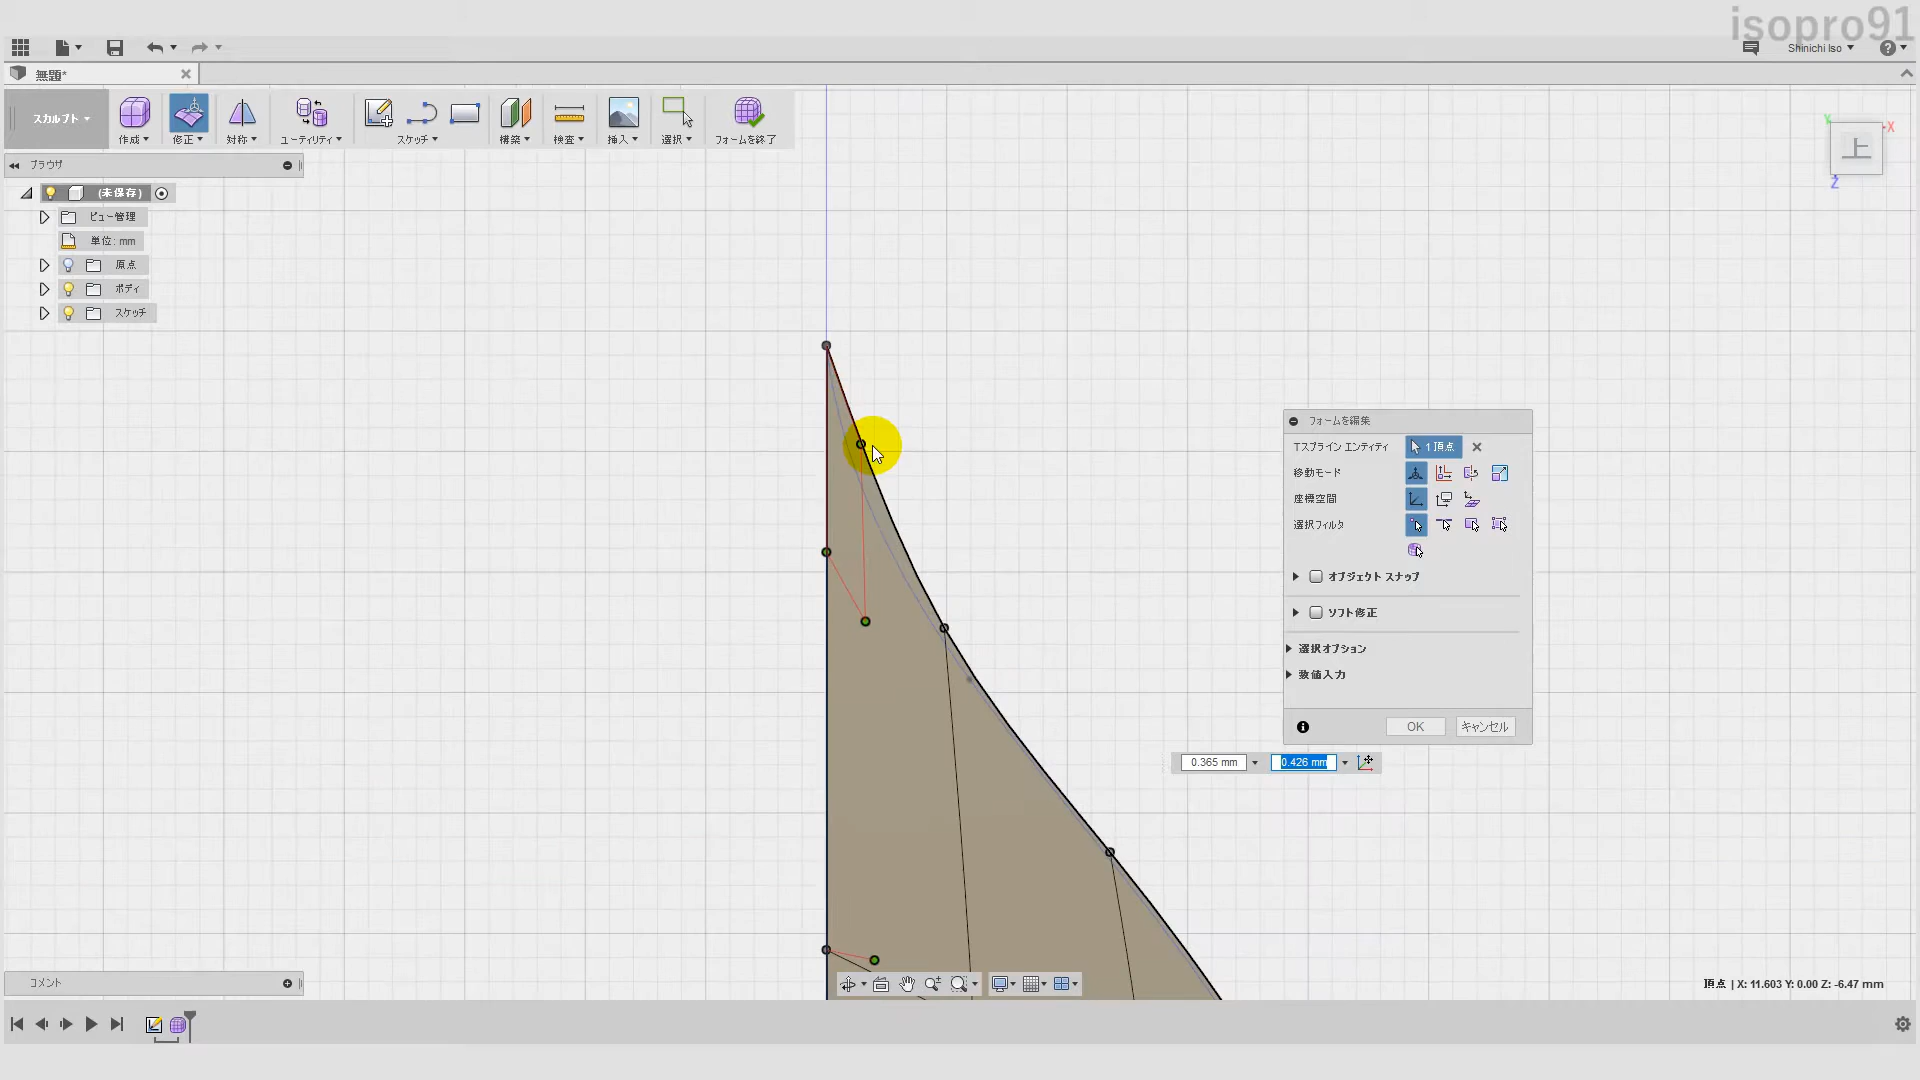 isopro91
Shinichi Iso
無題*
スカルプト
作成
修正
対称
ユーティリティ
スケッチ
構築
検査
挿入
選択
フォームを終了
ブラウザ
(未保存)
ビュー管理
単位: mm
原点
ボディ
スケッチ
Y
X
上
Z
フォームを編集
Tスプライン エンティティ
1 頂点
移動モード
座標空間
選択フィルタ
オブジェクト スナップ
ソフト修正
選択オプション
数値入力
OK
キャンセル
0.365 mm
0.426 mm
コメント
頂点 | X: 11.603 Y: 0.00 Z: -6.47 mm